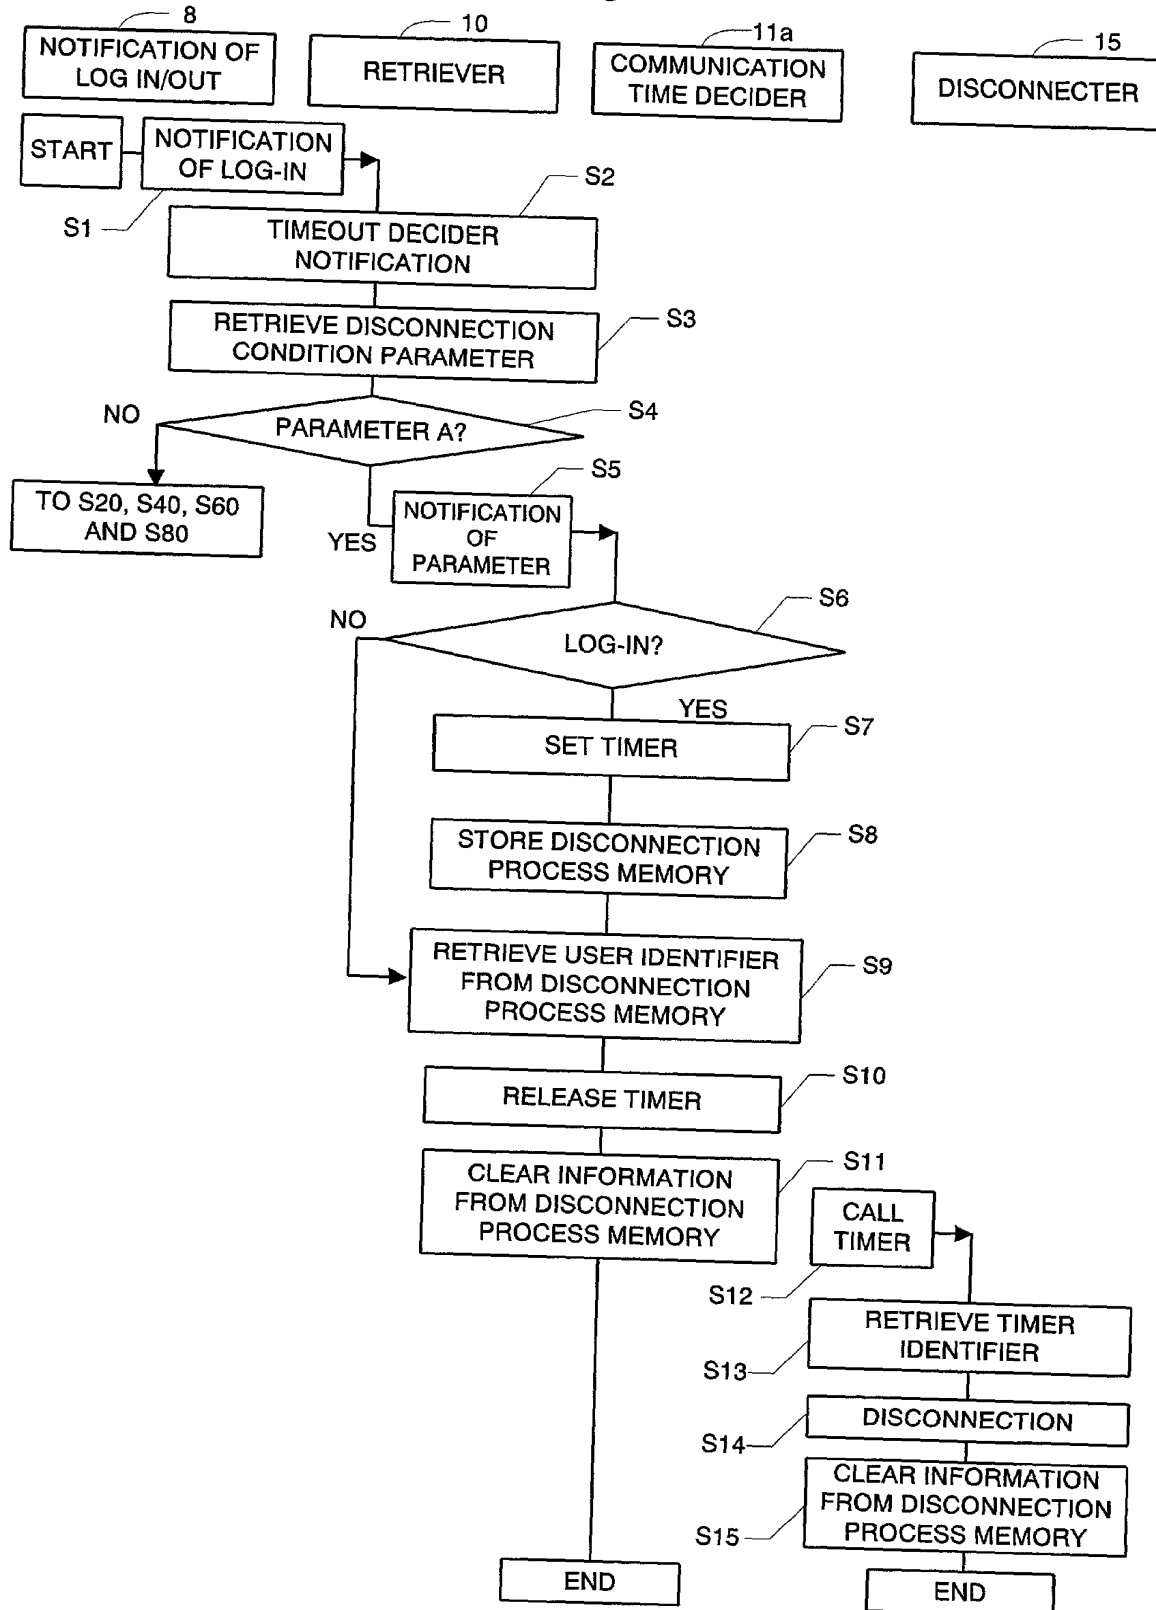 8
10
11a
15
NOTIFICATION OF
LOG IN/OUT
RETRIEVER
COMMUNICATION
TIME DECIDER
DISCONNECTER
START
NOTIFICATION
OF LOG-IN
S1
S2
TIMEOUT DECIDER
NOTIFICATION
RETRIEVE DISCONNECTION
CONDITION PARAMETER
S3
NO
PARAMETER A?
S4
TO S20, S40, S60
AND S80
YES
NOTIFICATION
OF
PARAMETER
S5
NO
LOG-IN?
S6
YES
SET TIMER
S7
STORE DISCONNECTION
PROCESS MEMORY
S8
RETRIEVE USER IDENTIFIER
FROM DISCONNECTION
PROCESS MEMORY
S9
RELEASE TIMER
S10
CLEAR INFORMATION
FROM DISCONNECTION
PROCESS MEMORY
S11
CALL
TIMER
S12
RETRIEVE TIMER
IDENTIFIER
S13
DISCONNECTION
S14
CLEAR INFORMATION
FROM DISCONNECTION
PROCESS MEMORY
S15
END
END